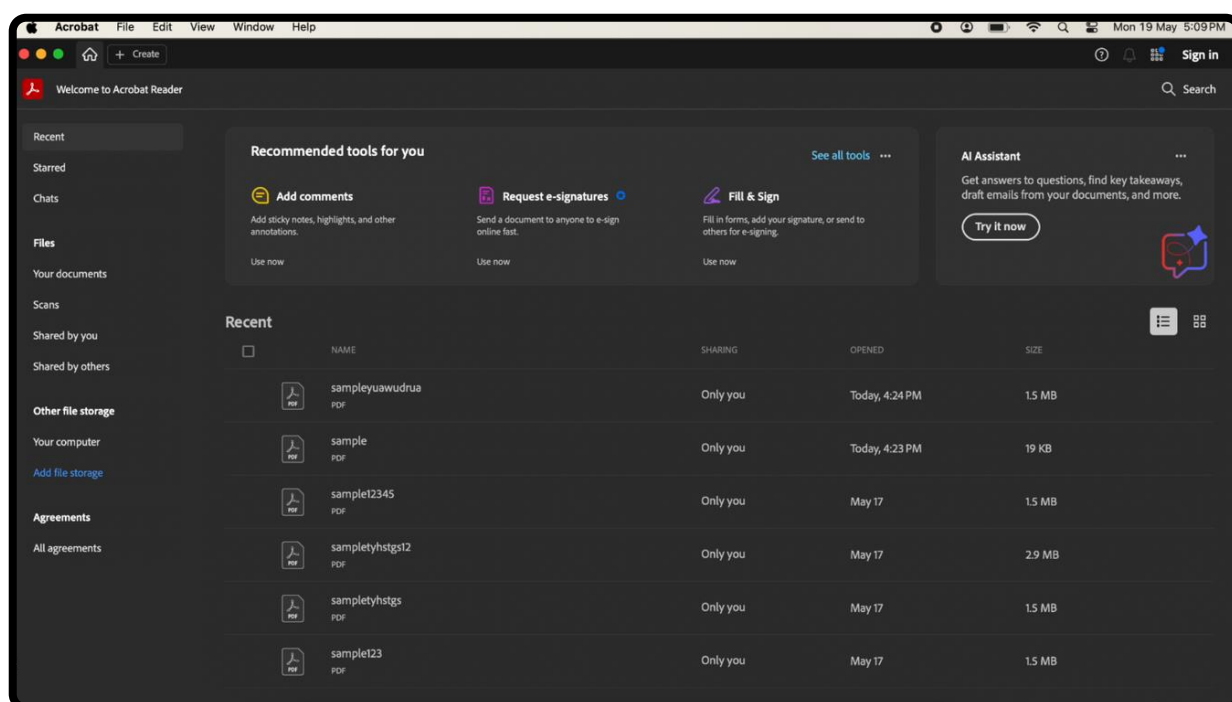 Acrobat File Edit View Window Help Mon 19 May 5:09 PM
+ Create Sign in
Welcome to Acrobat Reader Search
Recent
Starred
Chats
Files
Your documents
Scans
Shared by you
Shared by others
Other file storage
Your computer
Add file storage
Agreements
All agreements
Recommended tools for you See all tools
Add comments
Add sticky notes, highlights, and other
annotations.
Use now
Request e-signatures
Send a document to anyone to e-sign
online fast.
Use now
Fill & Sign
Fill in forms, add your signature, or send to
others for e-signing.
Use now
AI Assistant
Get answers to questions, find key takeaways,
draft emails from your documents, and more.
Try it now
Recent
NAME SHARING OPENED SIZE
sampleyuawudrua
PDF
Only you Today, 4:24 PM 1.5 MB
sample
PDF
Only you Today, 4:23 PM 19 KB
sample12345
PDF
Only you May 17 1.5 MB
sampletyhstgs12
PDF
Only you May 17 2.9 MB
sampletyhstgs
PDF
Only you May 17 1.5 MB
sample123
PDF
Only you May 17 1.5 MB